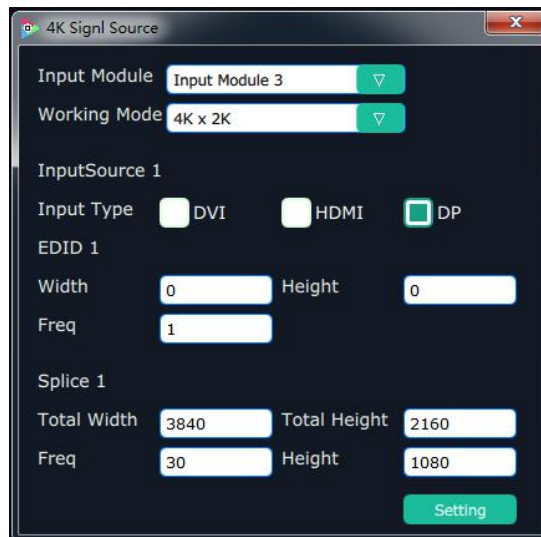 4K Signl Source
Input Module Input Module 3
Working Mode 4K x 2K
InputSource 1
Input Type DVI HDMI DP
EDID 1
Width 0 Height 0
Freq 1
Splice 1
Total Width 3840 Total Height 2160
Freq 30 Height 1080
Setting